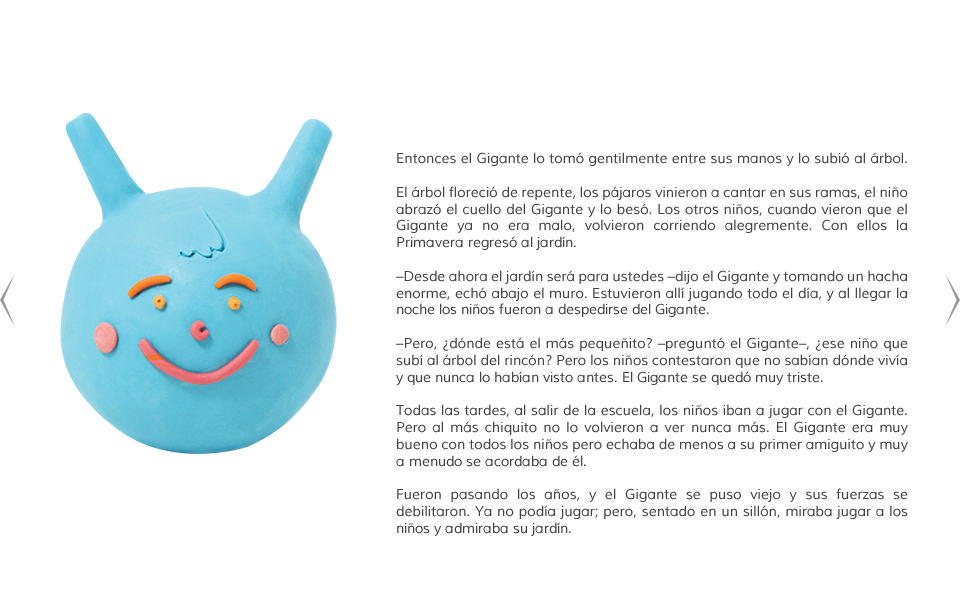 Entonces el Gigante lo tomó gentilmente entre sus manos y lo subió al árbol.
El árbol floreció de repente, los pájaros vinieron a cantar en sus ramas, el niño
abrazó el cuello del Gigante y lo besó. Los otros niños, cuando vieron que el
Gigante ya no era malo, volvieron corriendo alegremente. Con ellos la
Primavera regresó al jardín.
–Desde ahora el jardín será para ustedes –dijo el Gigante y tomando un hacha
enorme, echó abajo el muro. Estuvieron allí jugando todo el día, y al llegar la
noche los niños fueron a despedirse del Gigante.
–Pero, ¿dónde está el más pequeñito? –preguntó el Gigante–, ¿ese niño que
subí al árbol del rincón? Pero los niños contestaron que no sabían dónde vivía
y que nunca lo habían visto antes. El Gigante se quedó muy triste.
Todas las tardes, al salir de la escuela, los niños iban a jugar con el Gigante.
Pero al más chiquito no lo volvieron a ver nunca más. El Gigante era muy
bueno con todos los niños pero echaba de menos a su primer amiguito y muy
a menudo se acordaba de él.
Fueron pasando los años, y el Gigante se puso viejo y sus fuerzas se
debilitaron. Ya no podía jugar; pero, sentado en un sillón, miraba jugar a los
niños y admiraba su jardín.